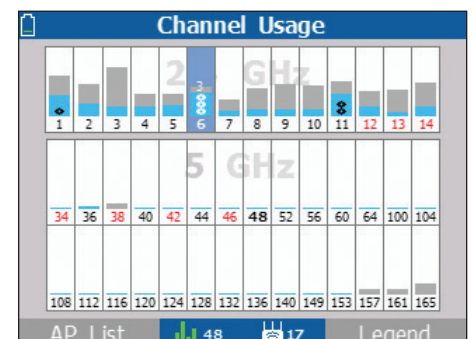 Channel Usage
2.4 GHz
3
1 2 3 4 5 6 7 8 9 10 11 12 13 14
5 GHz
34 36 38 40 42 44 46 48 52 56 60 64 100 104
108 112 116 120 124 128 132 136 140 149 153 157 161 165
AP List 48 17 Legend